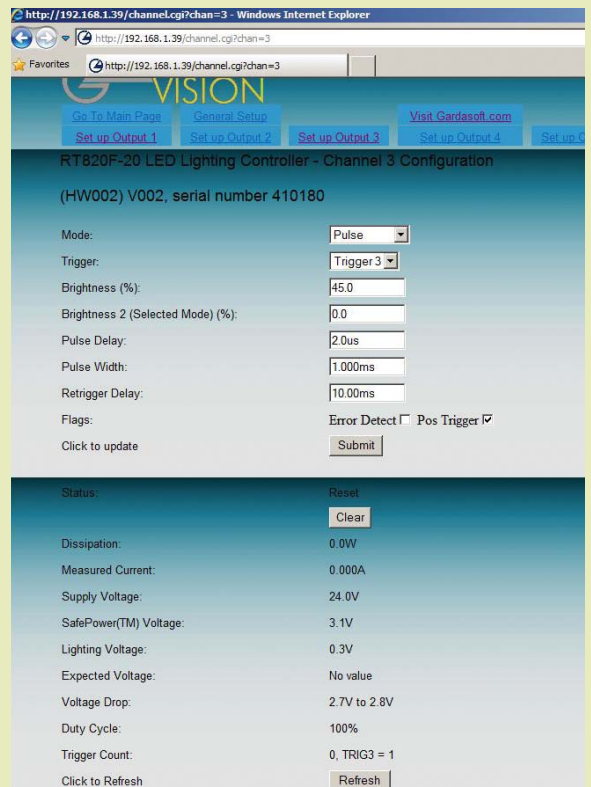 http://192.168.1.39/channel.cgi?chan=3 - Windows Internet Explorer
http://192.168.1.39/channel.cgi?chan=3
Favorites http://192.168.1.39/channel.cgi?chan=3
VISION
Go To Main Page General Setup Visit Gardasoft.com
Set up Output 1 Set up Output 2 Set up Output 3 Set up Output 4 Set up O
RT820F-20 LED Lighting Controller - Channel 3 Configuration
(HW002) V002, serial number 410180
Mode: Pulse
Trigger: Trigger 3
Brightness (%): 45.0
Brightness 2 (Selected Mode) (%): 0.0
Pulse Delay: 2.0us
Pulse Width: 1.000ms
Retrigger Delay: 10.00ms
Flags: Error Detect Pos Trigger
Click to update Submit
Status: Reset
Clear
Dissipation: 0.0W
Measured Current: 0.000A
Supply Voltage: 24.0V
SafePower(TM) Voltage: 3.1V
Lighting Voltage: 0.3V
Expected Voltage: No value
Voltage Drop: 2.7V to 2.8V
Duty Cycle: 100%
Trigger Count: 0, TRIG3 = 1
Click to Refresh Refresh